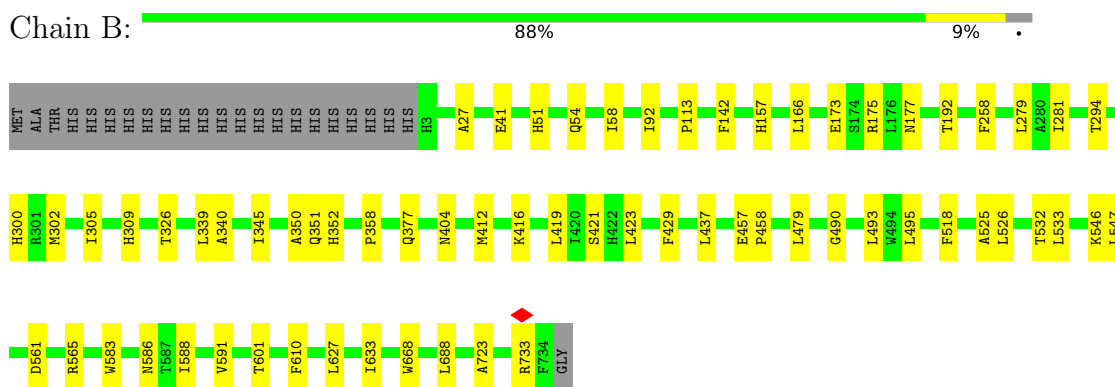 Chain B:
88% 9% •
MET ALA THR HIS HIS HIS HIS HIS HIS HIS HIS HIS HIS HIS HIS HIS HIS HIS HIS HIS HIS HIS H3 A27 E41 H51 Q54 I58 I92 P113 F142 H157 L166 E173 S174 R175 L176 N177 T192 F258 L279 A280 I281 T294
H300 R301 M302 I305 H309 T326 L339 A340 I345 A350 Q351 H352 P358 Q377 N404 M412 K416 L419 I420 S421 H422 L423 F429 L437 E457 P458 L479 G490 L493 W494 L495 F518 A525 L526 T532 L533 K546 L547
D561 R565 W583 N586 T587 I588 V591 T601 F610 L627 I633 W668 L688 A723 R733 F734 GLY